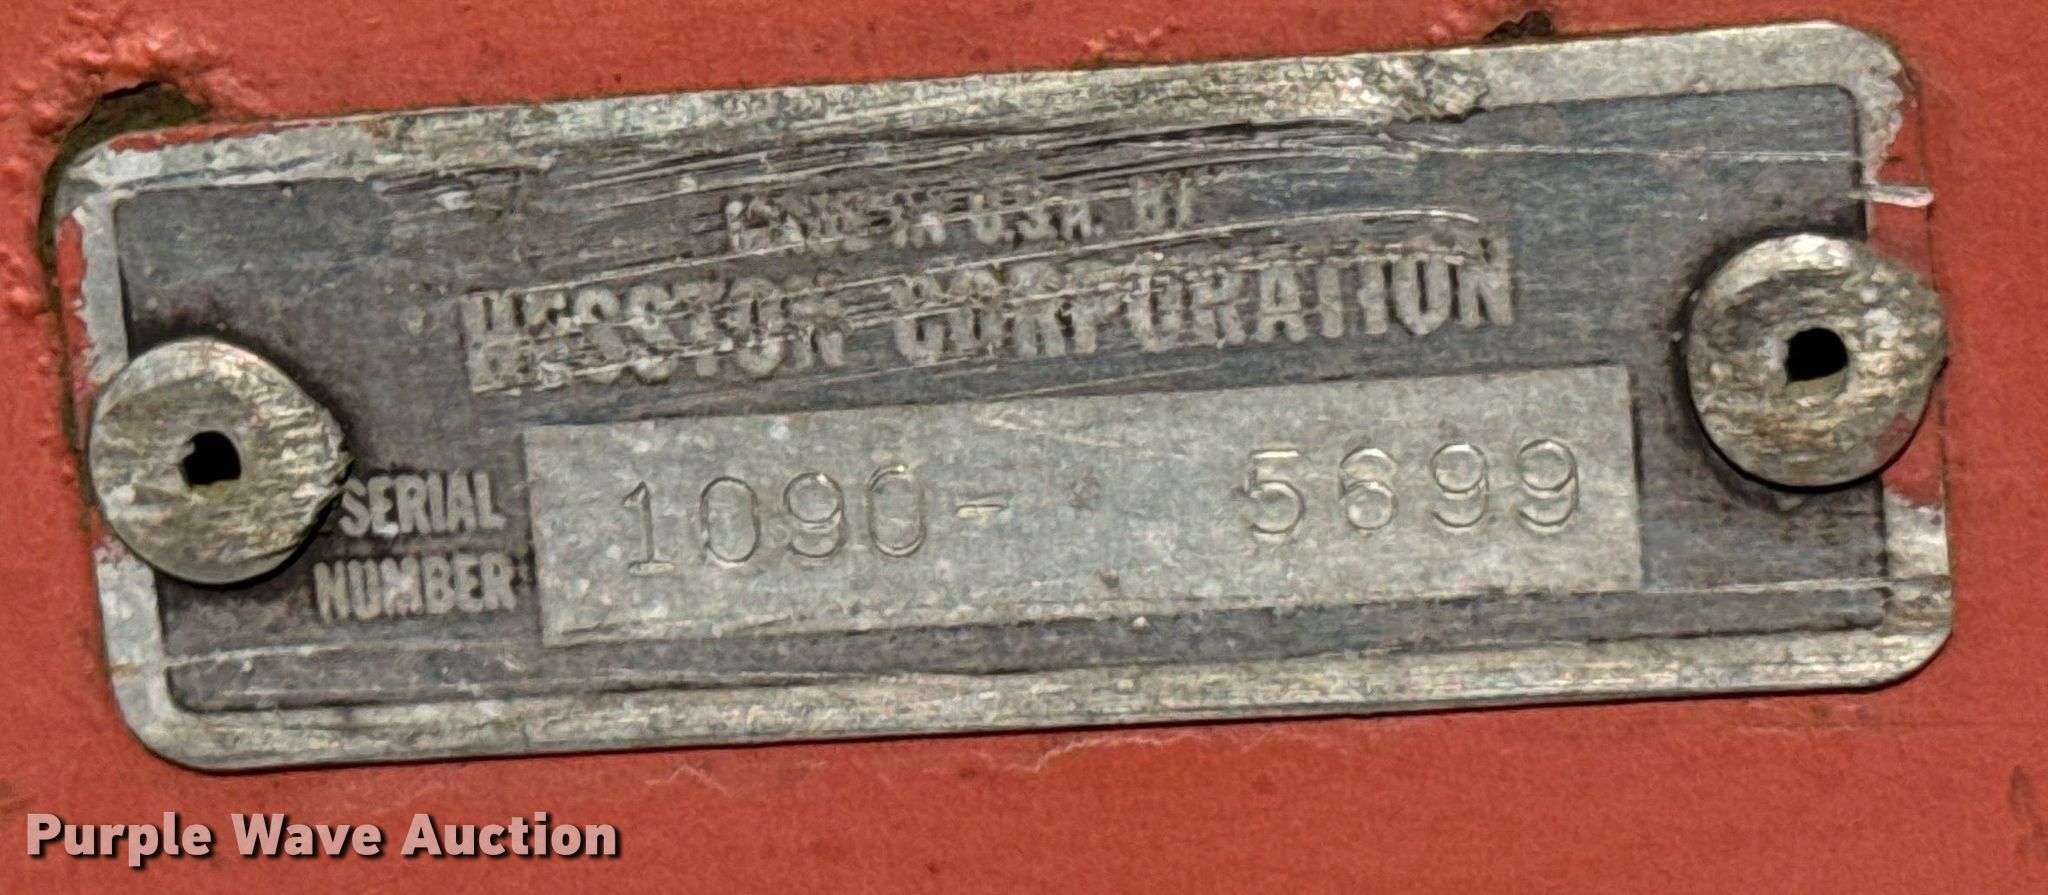 MADE IN U.S.A. BY
HESSTON CORPORATION
SERIAL NUMBER
1090- 5699
Purple Wave Auction